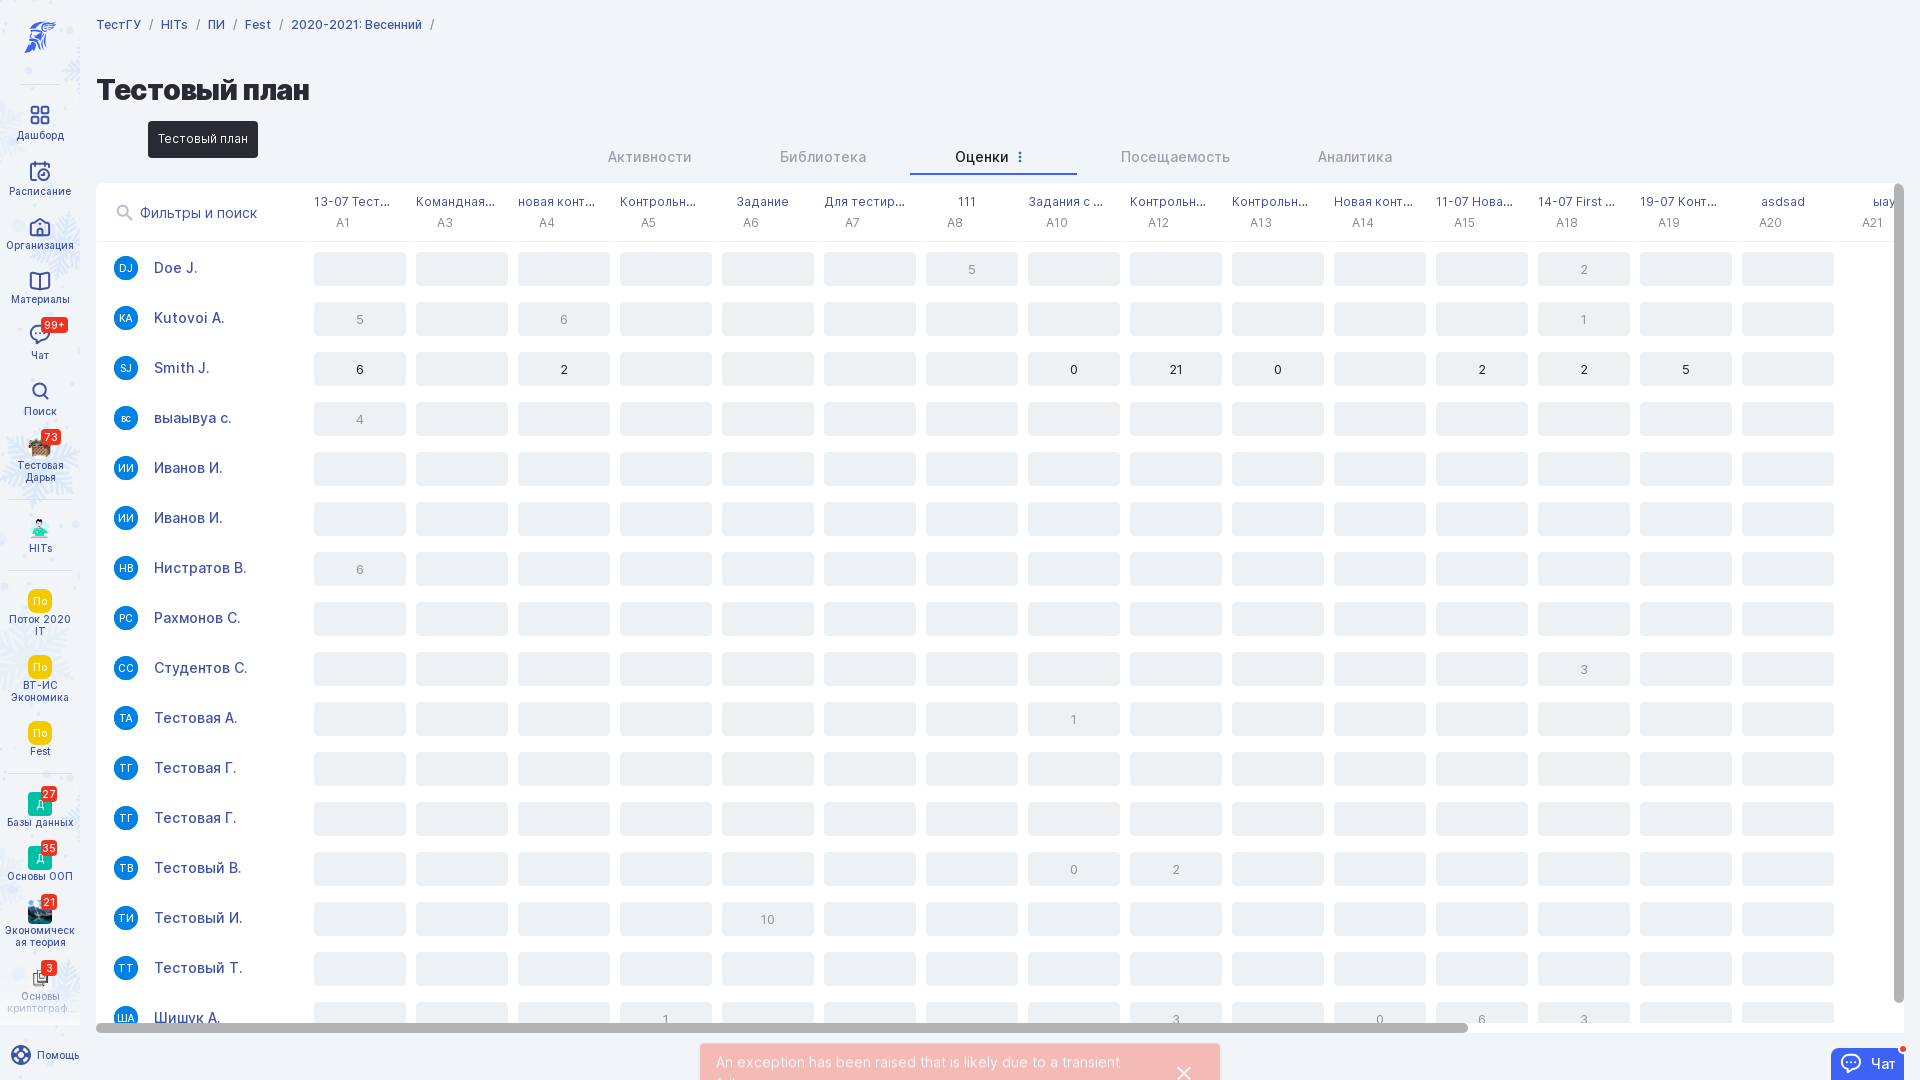 ТестГУ / HITs / ПИ / Fest / 2020-2021: Весенний /
Тестовый план
Тестовый план
Активности Библиотека Оценки Посещаемость Аналитика
Дашборд
Расписание
Организация
Материалы
99+
Чат
Поиск
73
Тестовая
Дарья
HITs
По
Поток 2020
IT
По
ВТ-ИС
Экономика
По
Fest
27
Д
Базы данных
35
Д
Основы ООП
21
Экономическ
ая теория
3
Основы
криптограф...
Помощь
Фильтры и поиск
13-07 Тест... Командная... новая конт... Контрольн... Задание Для тестир... 111 Задания с ... Контрольн... Контрольн... Новая конт... 11-07 Нова... 14-07 First ... 19-07 Конт... asdsad
A1 A3 A4 A5 A6 A7 A8 A10 A12 A13 A14 A15 A18 A19 A20 A21
DJ Doe J. 5 2
KA Kutovoi A. 5 6 1
SJ Smith J. 6 2 0 21 0 2 2 5
вс выаывуа с. 4
ИИ Иванов И.
ИИ Иванов И.
НВ Нистратов В. 6
РС Рахмонов С.
СС Студентов С. 3
ТА Тестовая А. 1
ТГ Тестовая Г.
ТГ Тестовая Г.
ТВ Тестовый В. 0 2
ТИ Тестовый И. 10
ТТ Тестовый Т.
ША Шишук А. 1 3 0 6 3
An exception has been raised that is likely due to a transient
Чат